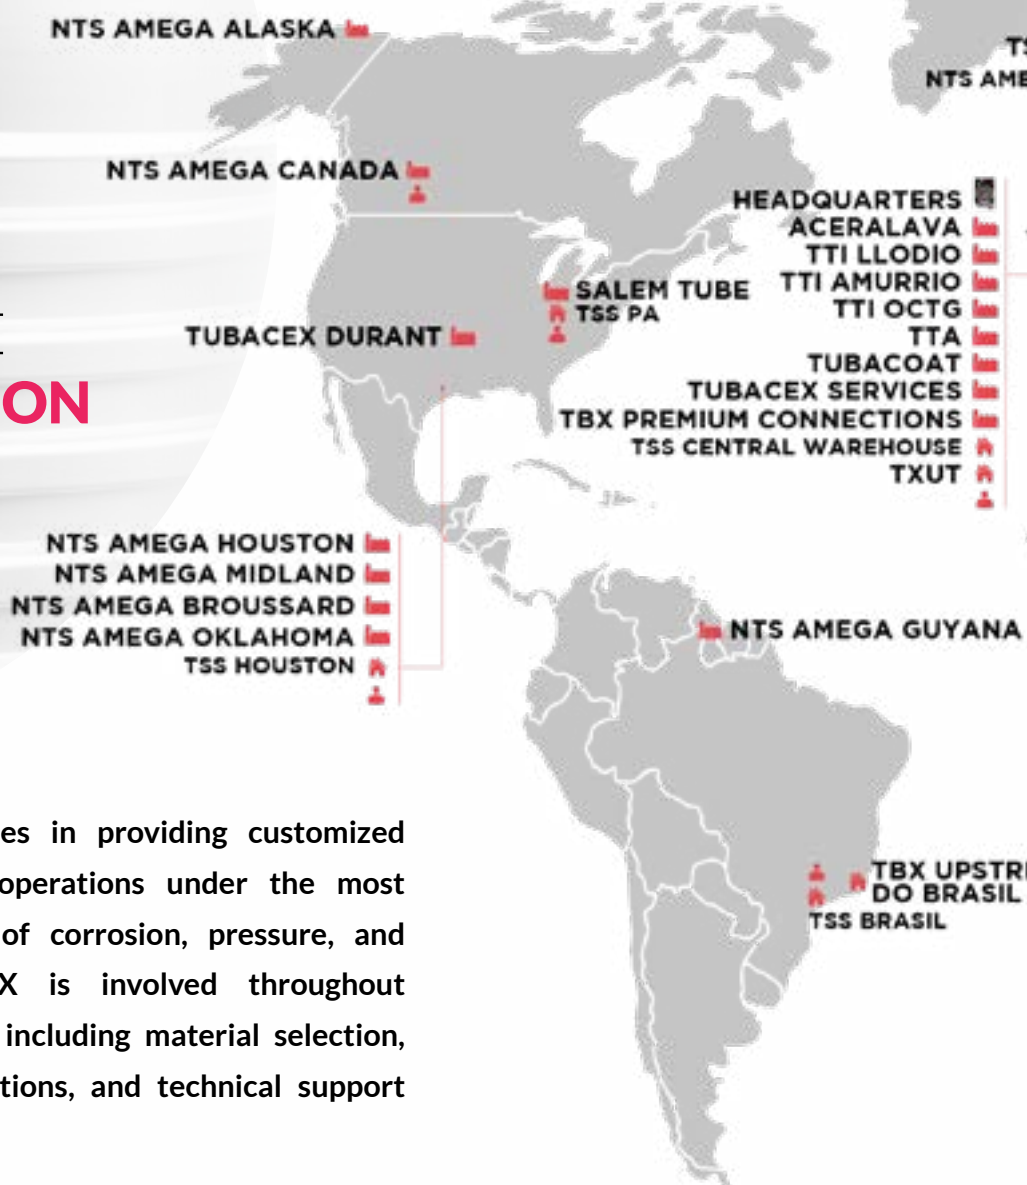 NTS AMEGA ALASKA
TS
NTS AME
NTS AMEGA CANADA
HEADQUARTERS
ACERALAVA
TTI LLODIO
TTI AMURRIO
TTI OCTG
TTA
TUBACOAT
TUBACEX SERVICES
TBX PREMIUM CONNECTIONS
TSS CENTRAL WAREHOUSE
TXUT
SALEM TUBE
TSS PA
TUBACEX DURANT
ON
NTS AMEGA HOUSTON
NTS AMEGA MIDLAND
NTS AMEGA BROUSSARD
NTS AMEGA OKLAHOMA
TSS HOUSTON
NTS AMEGA GUYANA
TBX UPSTRE
DO BRASIL
TSS BRASIL
es in providing customized
operations under the most
of corrosion, pressure, and
X is involved throughout
including material selection,
tions, and technical support